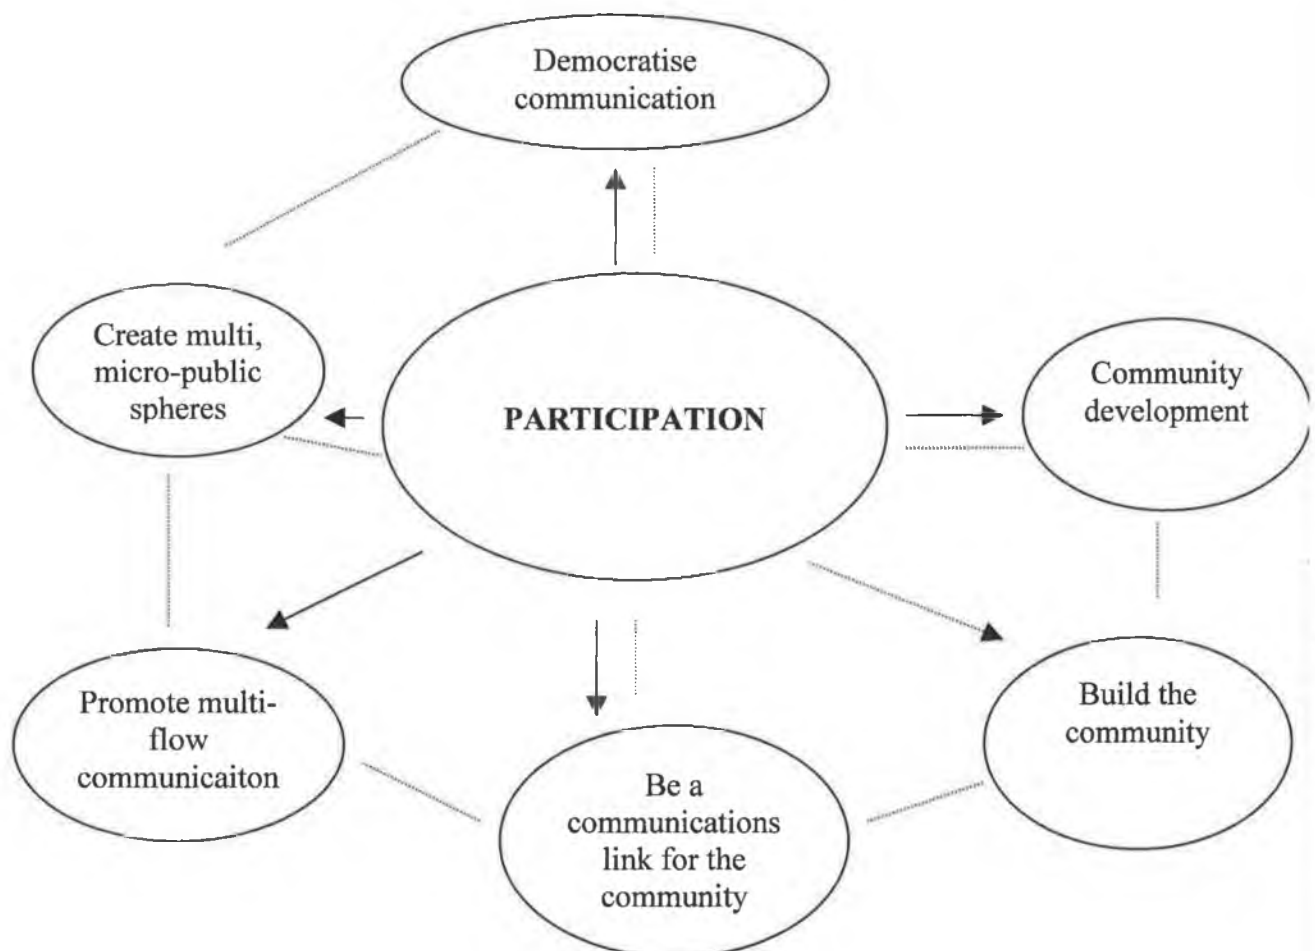 Democratise
communication
Create multi,
micro-public
spheres
PARTICIPATION
Community
development
Promote multi-
flow
communicaiton
Be a
communications
link for the
community
Build the
community